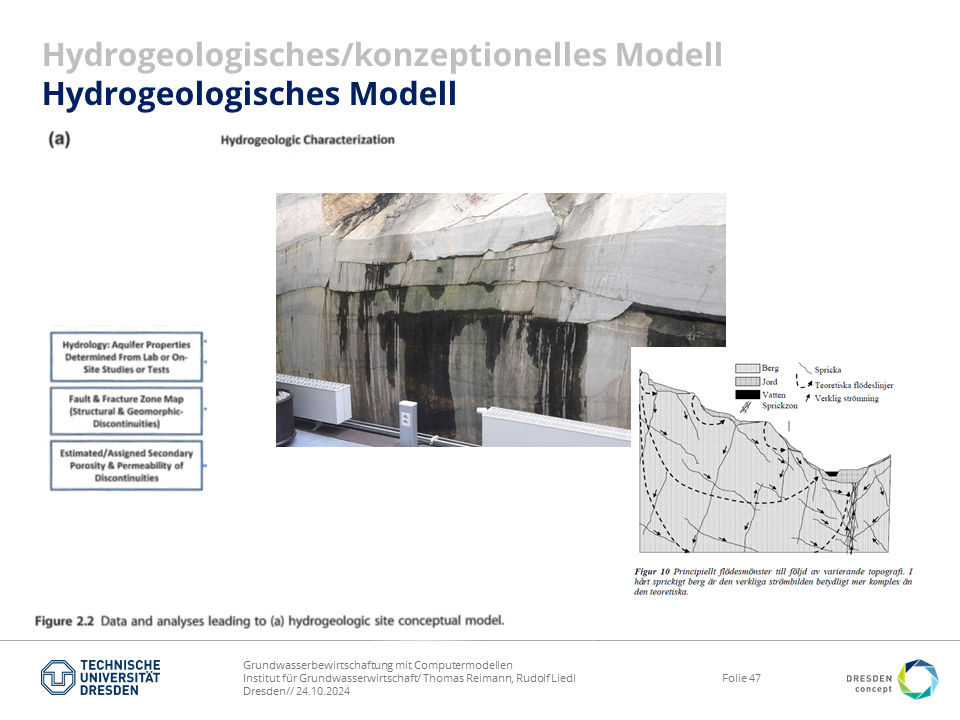 Hydrogeologisches/konzeptionelles Modell
Hydrogeologisches Modell
(a)
Hydrogeologic Characterization
Hydrology: Aquifer Properties
Determined From Lab or On-
Site Studies or Tests
Fault & Fracture Zone Map
(Structural & Geomorphic-
Discontinuities)
Estimated/Assigned Secondary
Porosity & Permeability of
Discontinuities
Berg
Jord
Vatten
Sprickzon
Spricka
Teoretiska flödeslinjer
Verklig strömning
Figur 10 Principiellt flödesmönster till följd av varierande topografi. I
hårt sprickigt berg är den verkliga strömbilden betydligt mer komplex än
den teoretiska.
Figure 2.2 Data and analyses leading to (a) hydrogeologic site conceptual model.
TECHNISCHE
UNIVERSITÄT
DRESDEN
Grundwasserbewirtschaftung mit Computermodellen
Institut für Grundwasserwirtschaft/ Thomas Reimann, Rudolf Liedl
Dresden// 24.10.2024
Folie 47
DRESDEN
concept